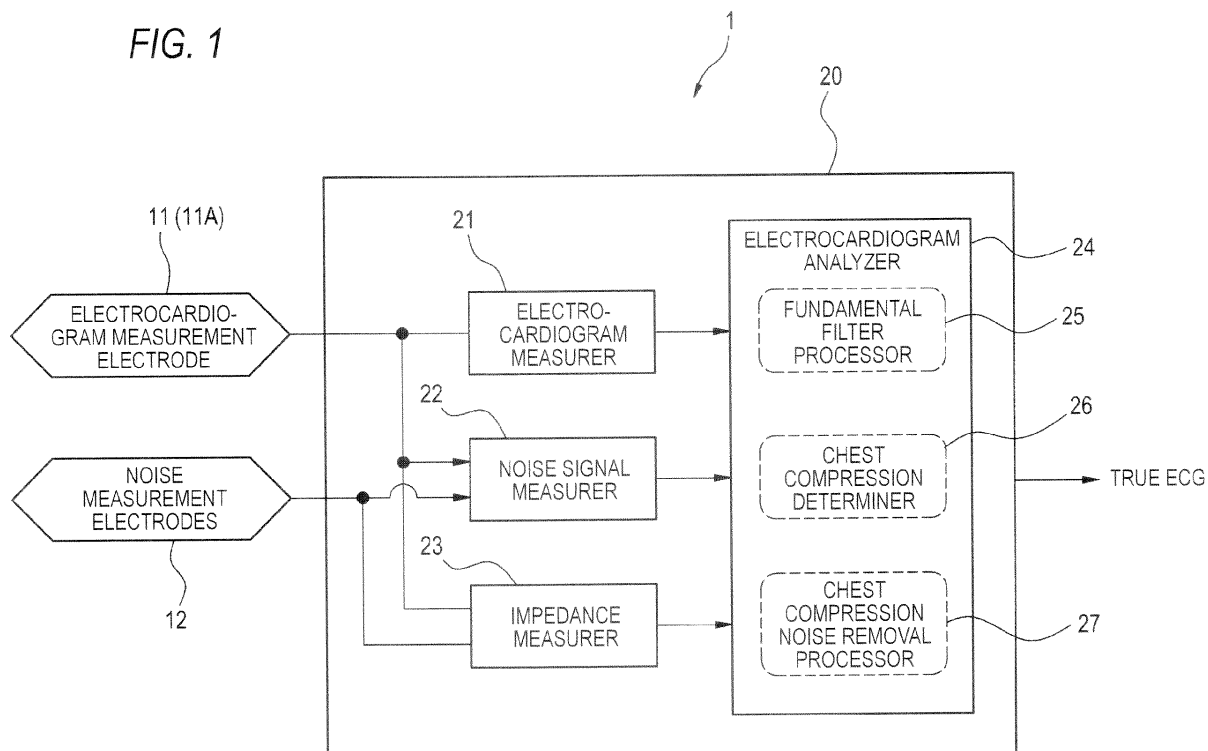 FIG. 1
1
20
11 (11A)
ELECTROCARDIO-
GRAM MEASUREMENT
ELECTRODE
21
ELECTRO-
CARDIOGRAM
MEASURER
ELECTROCARDIOGRAM
ANALYZER
24
FUNDAMENTAL
FILTER
PROCESSOR
25
22
NOISE SIGNAL
MEASURER
26
CHEST
COMPRESSION
DETERMINER
NOISE
MEASUREMENT
ELECTRODES
12
TRUE ECG
23
IMPEDANCE
MEASURER
CHEST
COMPRESSION
NOISE REMOVAL
PROCESSOR
27